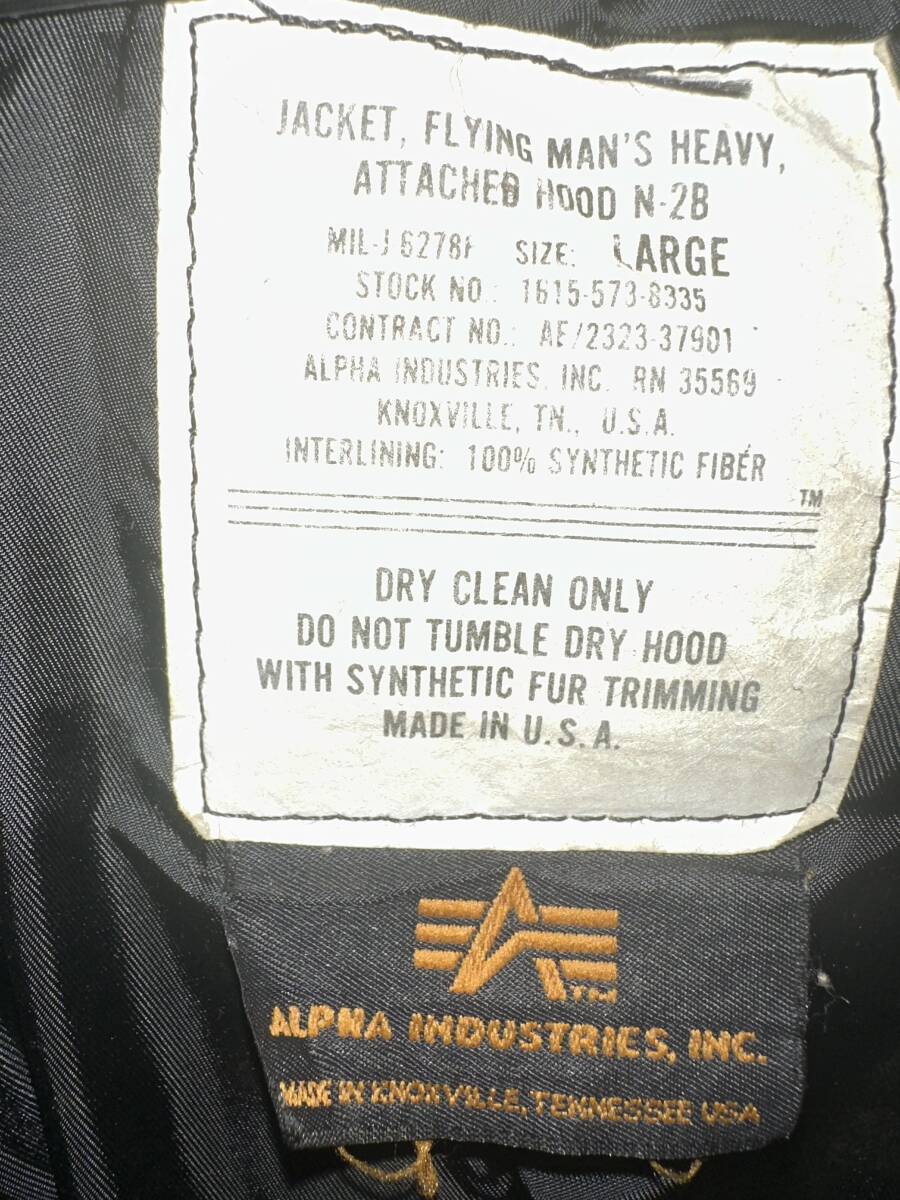 JACKET, FLYING MAN'S HEAVY,
ATTACHED HOOD N-2B
MIL-J 6278F SIZE: LARGE
STOCK NO.: 1615-573-8335
CONTRACT NO.: AF/2323-37901
ALPHA INDUSTRIES, INC. RN 35569
KNOXVILLE, TN., U.S.A.
INTERLINING: 100% SYNTHETIC FIBER
TM
DRY CLEAN ONLY
DO NOT TUMBLE DRY HOOD
WITH SYNTHETIC FUR TRIMMING
MADE IN U.S.A.
TM
ALPHA INDUSTRIES, INC.
MADE IN KNOXVILLE, TENNESSEE USA